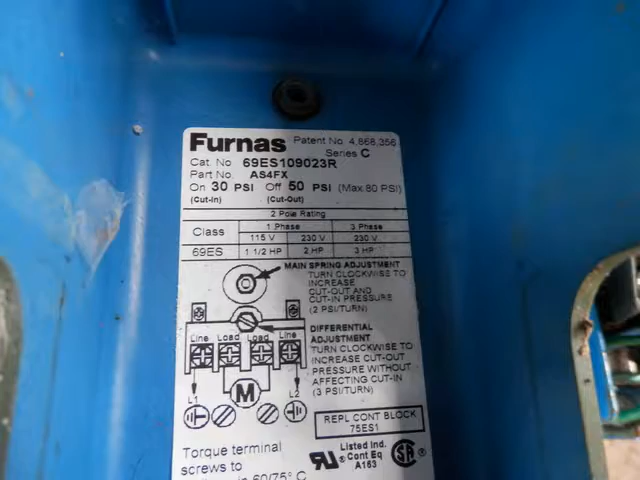 Furnas Patent No. 4,868,356
Series C
Cat. No. 69ES109023R
Part No. AS4FX
On 30 PSI Off 50 PSI (Max 80 PSI)
(Cut-In) (Cut-Out)
2 Pole Rating
Class 1 Phase 3 Phase
115 V 230 V 230 V
69ES 1 1/2 HP 2 HP 3 HP
MAIN SPRING ADJUSTMENT
TURN CLOCKWISE TO
INCREASE
CUT-OUT AND
CUT-IN PRESSURE
(2 PSI/TURN)
DIFFERENTIAL
ADJUSTMENT
TURN CLOCKWISE TO
INCREASE CUT-OUT
PRESSURE WITHOUT
AFFECTING CUT-IN
(3 PSI/TURN)
Line Load Load Line
M
L1 L2
REPL CONT BLOCK
75ES1
Torque terminal
screws to
60/75° C
Listed Ind.
Cont Eq
A163